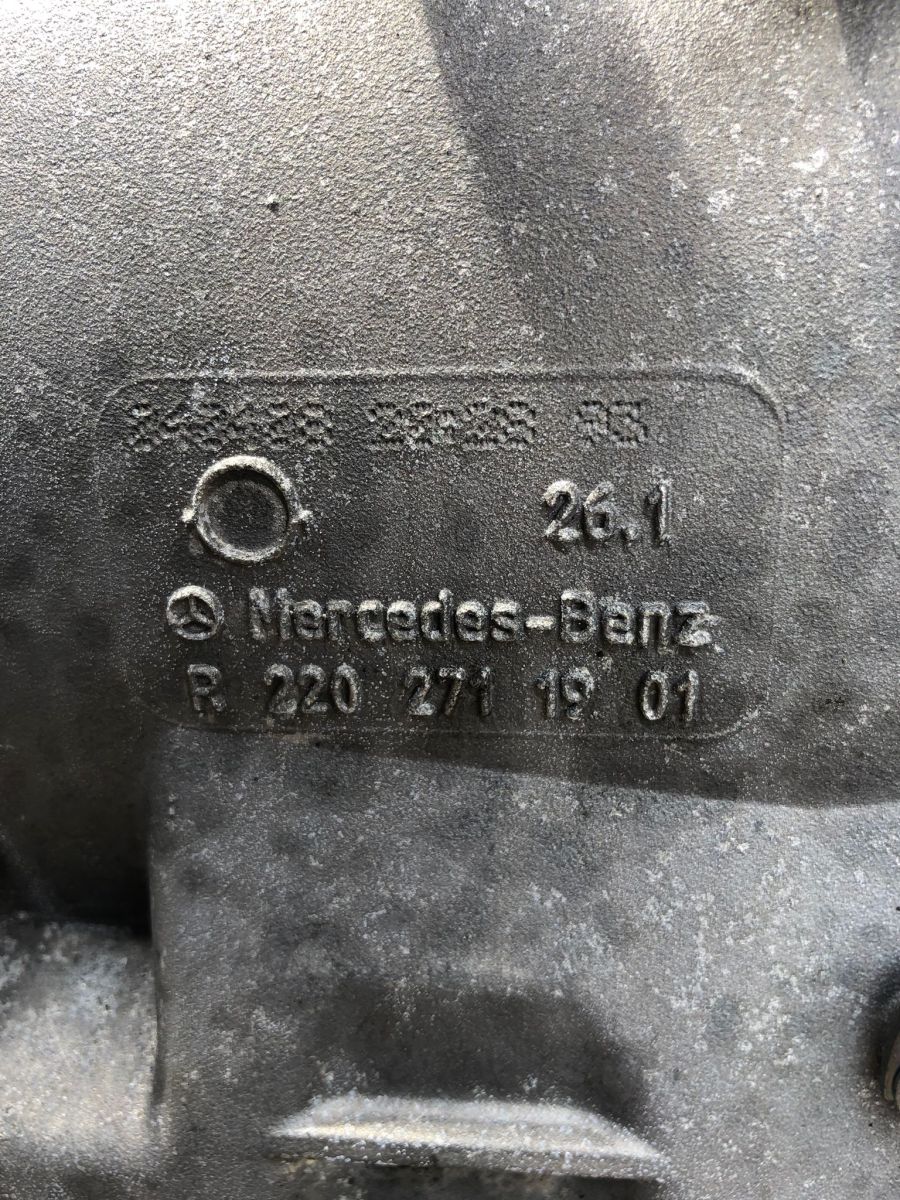 26.1
Mercedes-Benz
R 220 271 19 01